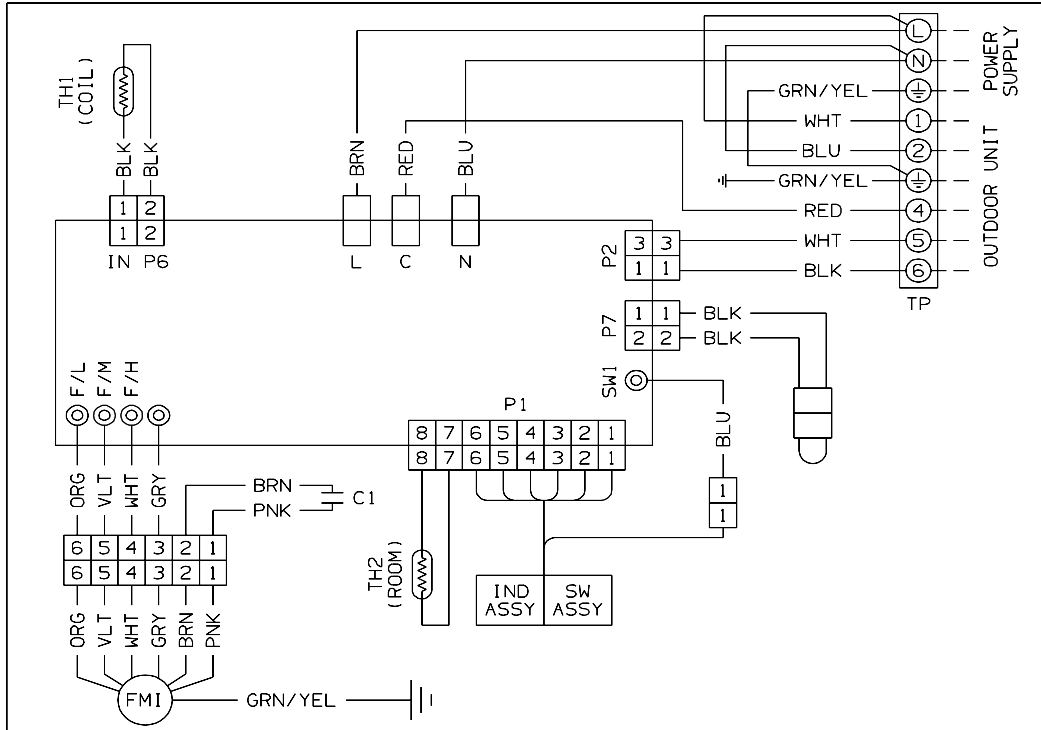 TH1
(COIL)
BLK
BLK
1 2
1 2
IN P6
BRN
RED
BLU
L C N
L
N
GRN/YEL
WHT
1
BLU
2
GRN/YEL
RED
4
WHT
5
BLK
6
TP
POWER
SUPPLY
OUTDOOR UNIT
P2
3 3
1 1
P7
1 1
2 2
BLK
BLK
SW1
BLU
1
1
F/L
F/M
F/H
P1
8 7 6 5 4 3 2 1
8 7 6 5 4 3 2 1
ORG
VLT
WHT
GRY
BRN
PNK
C1
6 5 4 3 2 1
6 5 4 3 2 1
TH2
(ROOM)
IND
ASSY
SW
ASSY
ORG
VLT
WHT
GRY
BRN
PNK
FMI
GRN/YEL